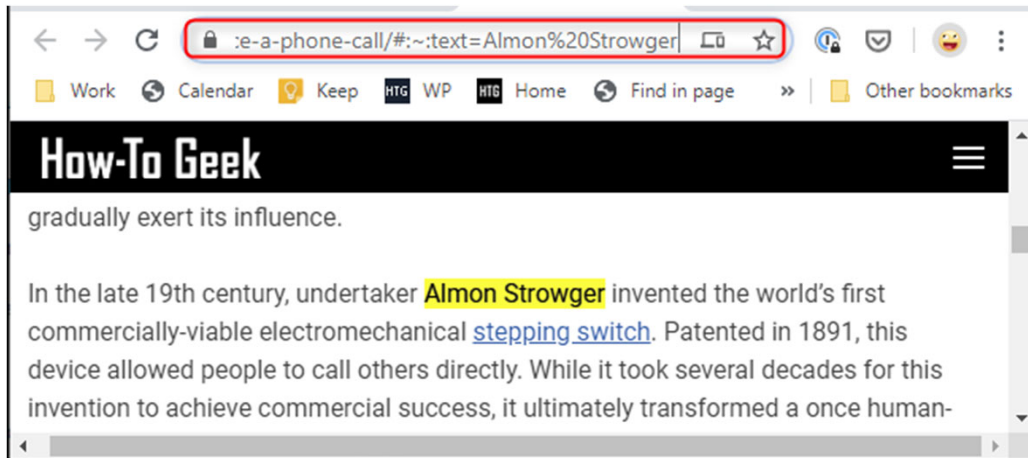 :e-a-phone-call/#:~:text=Almon%20Strowger
Work Calendar Keep HTG WP HTG Home Find in page » Other bookmarks
How-To Geek
gradually exert its influence.
In the late 19th century, undertaker Almon Strowger invented the world's first
commercially-viable electromechanical stepping switch. Patented in 1891, this
device allowed people to call others directly. While it took several decades for this
invention to achieve commercial success, it ultimately transformed a once human-